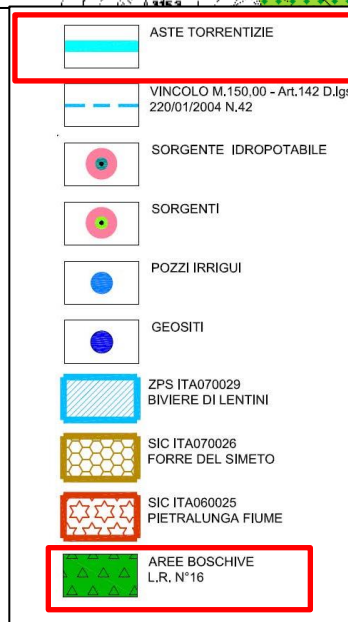 ASTE TORRENTIZIE
VINCOLO M.150,00 - Art.142 D.lgs
220/01/2004 N.42
SORGENTE IDROPOTABILE
SORGENTI
POZZI IRRIGUI
GEOSITI
ZPS ITA070029
BIVIERE DI LENTINI
SIC ITA070026
FORRE DEL SIMETO
SIC ITA060025
PIETRALUNGA FIUME
AREE BOSCHIVE
L.R. N°16